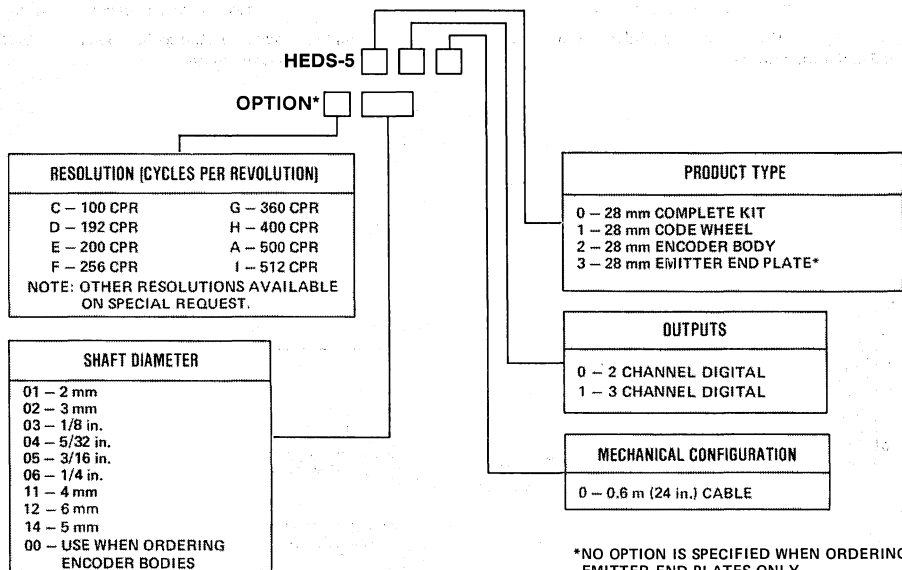 HEDS-5
OPTION*
RESOLUTION (CYCLES PER REVOLUTION)
C – 100 CPR G – 360 CPR
D – 192 CPR H – 400 CPR
E – 200 CPR A – 500 CPR
F – 256 CPR I – 512 CPR
NOTE: OTHER RESOLUTIONS AVAILABLE
ON SPECIAL REQUEST.
SHAFT DIAMETER
01 – 2 mm
02 – 3 mm
03 – 1/8 in.
04 – 5/32 in.
05 – 3/16 in.
06 – 1/4 in.
11 – 4 mm
12 – 6 mm
14 – 5 mm
00 – USE WHEN ORDERING
ENCODER BODIES
PRODUCT TYPE
0 – 28 mm COMPLETE KIT
1 – 28 mm CODE WHEEL
2 – 28 mm ENCODER BODY
3 – 28 mm EMITTER END PLATE*
OUTPUTS
0 – 2 CHANNEL DIGITAL
1 – 3 CHANNEL DIGITAL
MECHANICAL CONFIGURATION
0 – 0.6 m (24 in.) CABLE
*NO OPTION IS SPECIFIED WHEN ORDERING
EMITTER END PLATES ONLY